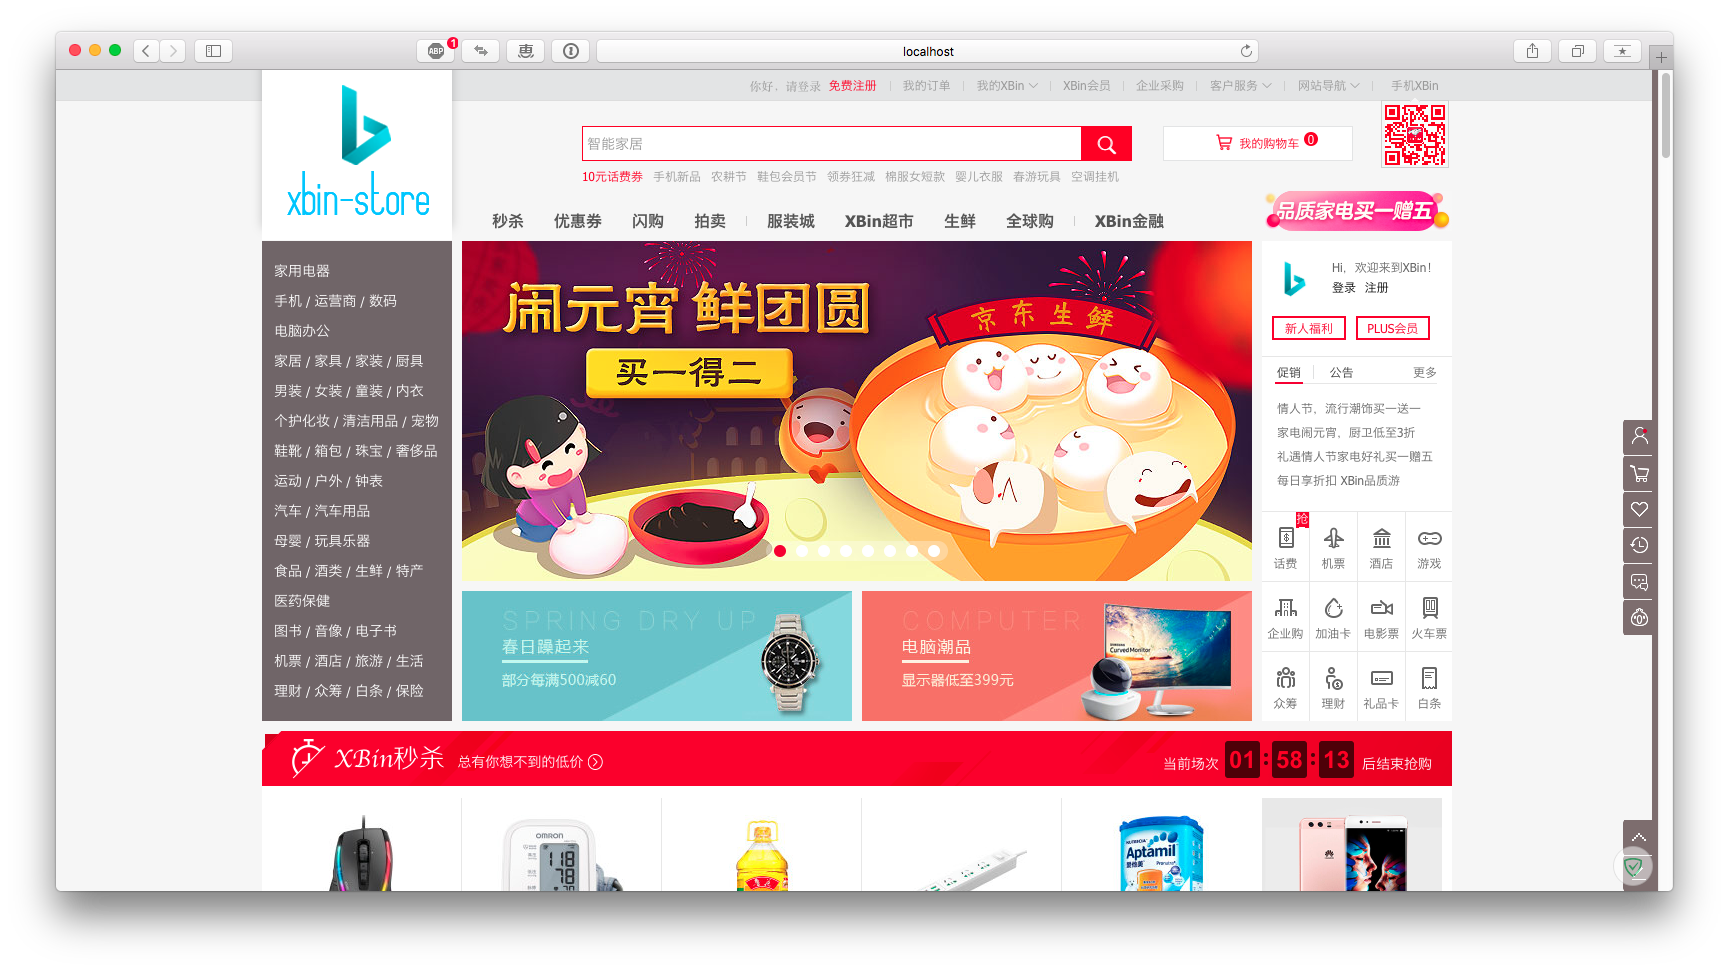 1
localhost
你好，请登录 免费注册 我的订单 我的XBin XBin会员 企业采购 客户服务 网站导航 手机XBin
xbin-store
智能家居
我的购物车 0
10元话费券 手机新品 农耕节 鞋包会员节 领券狂减 棉服女短款 婴儿衣服 春游玩具 空调挂机
秒杀 优惠券 闪购 拍卖 服装城 XBin超市 生鲜 全球购 XBin金融
品质家电买一赠五
家用电器
手机 / 运营商 / 数码
电脑办公
家居 / 家具 / 家装 / 厨具
男装 / 女装 / 童装 / 内衣
个护化妆 / 清洁用品 / 宠物
鞋靴 / 箱包 / 珠宝 / 奢侈品
运动 / 户外 / 钟表
汽车 / 汽车用品
母婴 / 玩具乐器
食品 / 酒类 / 生鲜 / 特产
医药保健
图书 / 音像 / 电子书
机票 / 酒店 / 旅游 / 生活
理财 / 众筹 / 白条 / 保险
闹元宵 鲜团圆
买一得二
京东生鲜
Hi，欢迎来到XBin！
登录 注册
新人福利 PLUS会员
促销 公告 更多
情人节，流行潮饰买一送一
家电闹元宵，厨卫低至3折
礼遇情人节家电好礼买一赠五
每日享折扣 XBin品质游
抢
话费 机票 酒店 游戏
企业购 加油卡 电影票 火车票
众筹 理财 礼品卡 白条
SPRING DRY UP
春日躁起来
部分每满500减60
COMPUTER
电脑潮品
显示器低至399元
Curved Monitor
XBin秒杀 总有你想不到的低价
当前场次 01:58:13 后结束抢购
OMRON
118
78
NUTRICIA
Aptamil
HUAWEI